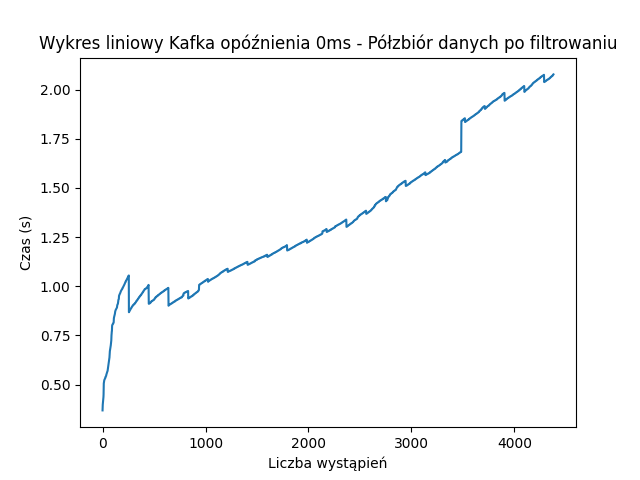 Wykres liniowy Kafka opóźnienia 0ms - Półzbiór danych po filtrowaniu
2.00
1.75
1.50
1.25
1.00
0.75
0.50
Czas (s)
0 1000 2000 3000 4000
Liczba wystąpień